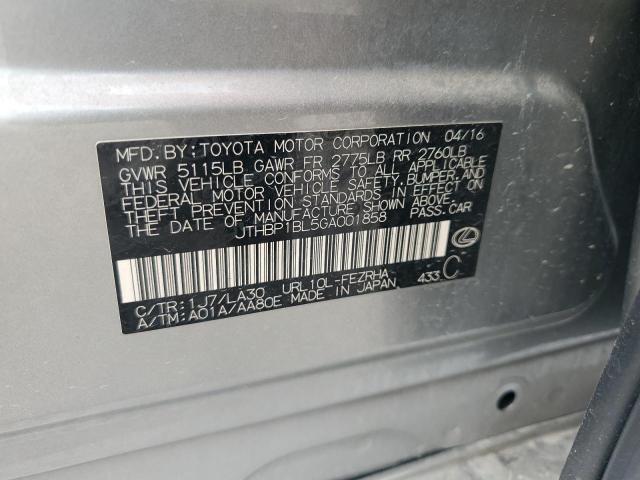 MFD. BY:TOYOTA MOTOR CORPORATION 04/16
GVWR 5115LB GAWR FR 2775LB RR 2760LB
THIS VEHICLE CONFORMS TO ALL APPLICABLE
FEDERAL MOTOR VEHICLE SAFETY, BUMPER, AND
THEFT PREVENTION STANDARDS IN EFFECT ON
THE DATE OF MANUFACTURE SHOWN ABOVE.
JTHBP1BL5GA001858 PASS.CAR
C/TR:1J7/LA30 URL10L-FEZRHA 433 C
A/TM:A01A/AA80E MADE IN JAPAN